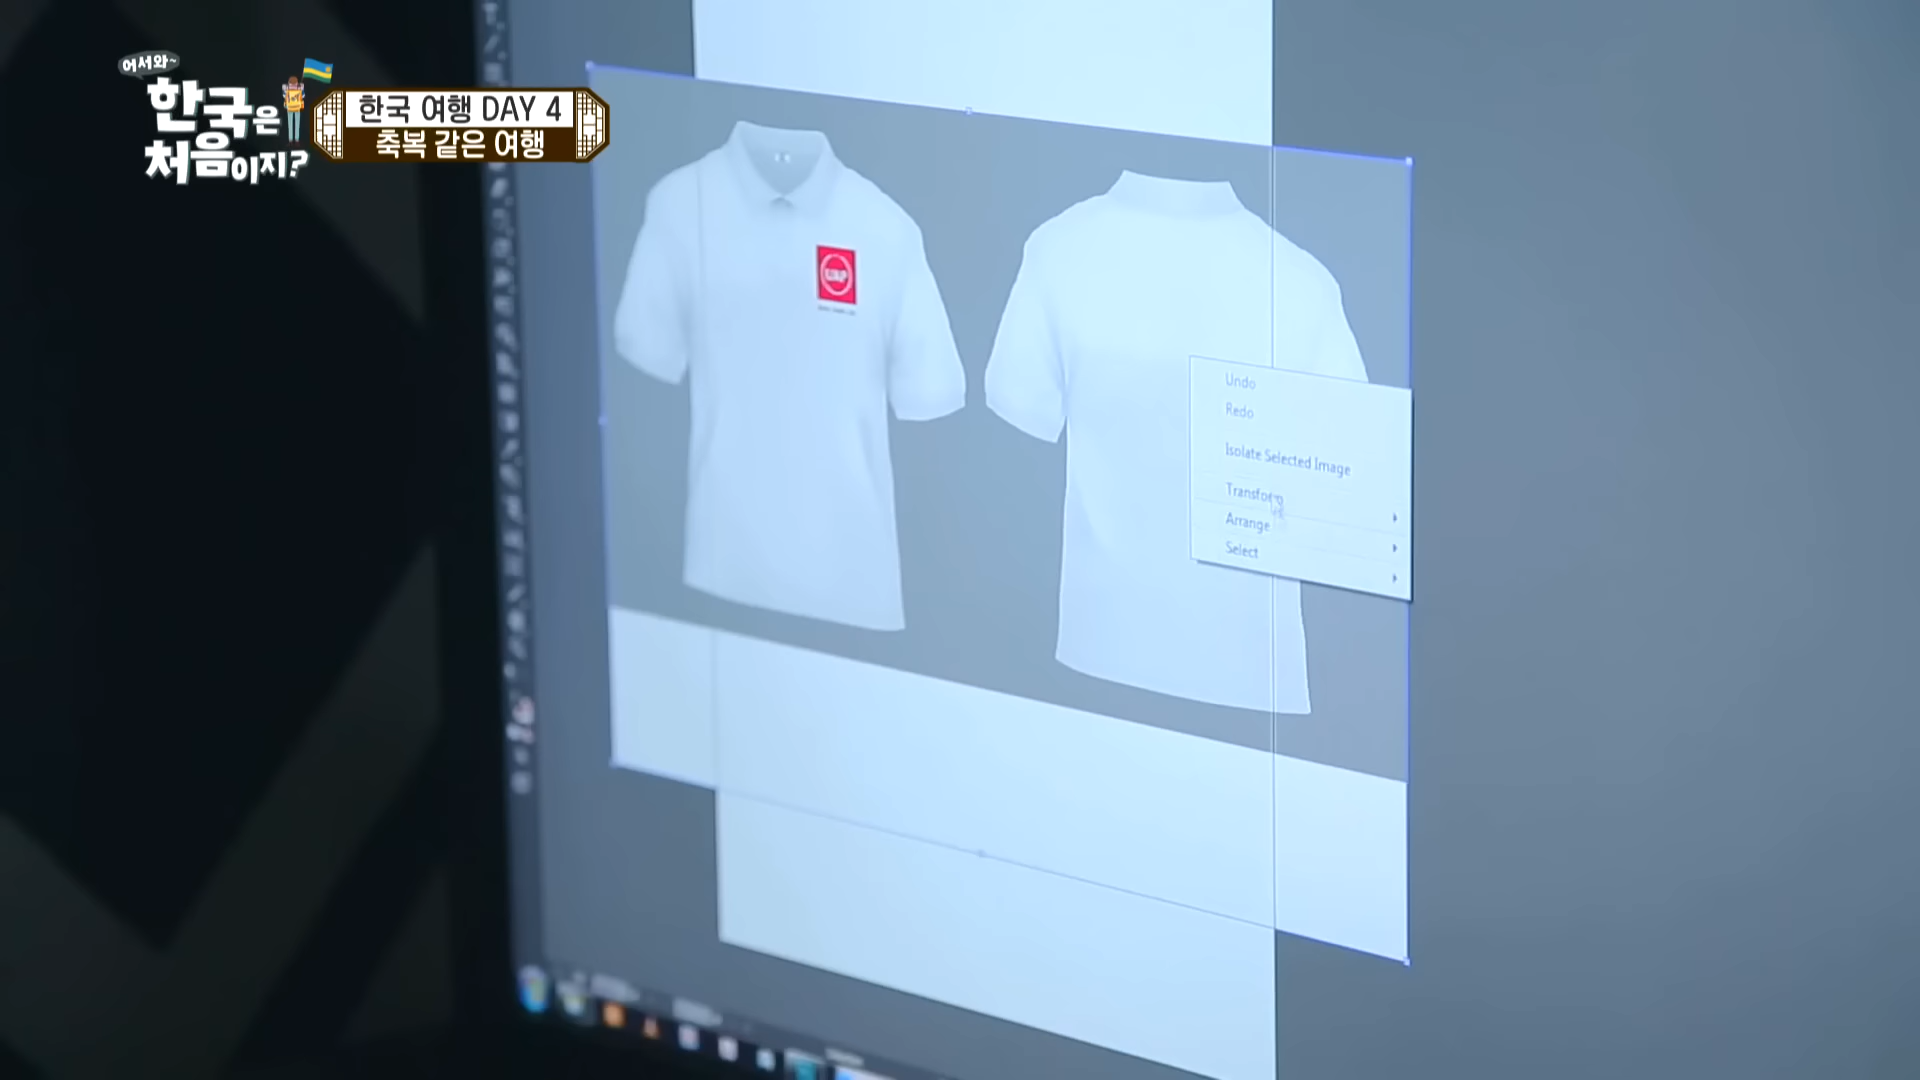 어서와~
한국은
처음이지?
한국 여행 DAY 4
축복 같은 여행
Undo
Redo
Isolate Selected Image
Transform
Arrange
Select